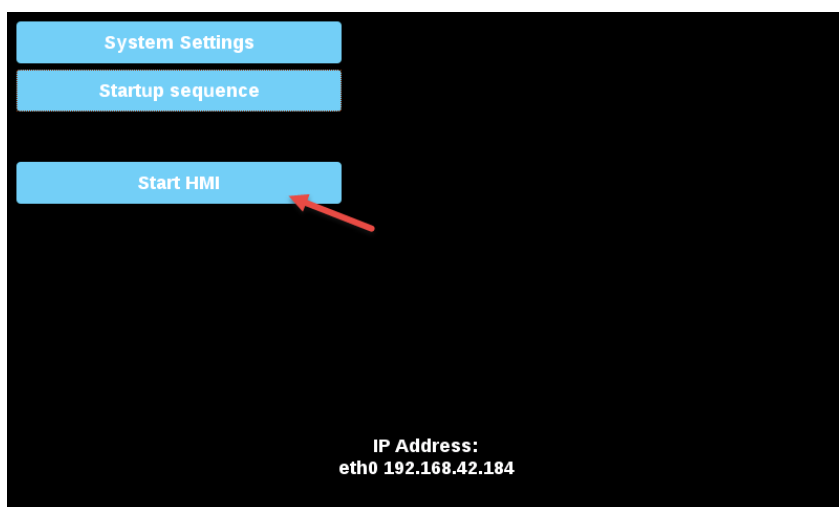 System Settings
Startup sequence
Start HMI
IP Address:
eth0 192.168.42.184